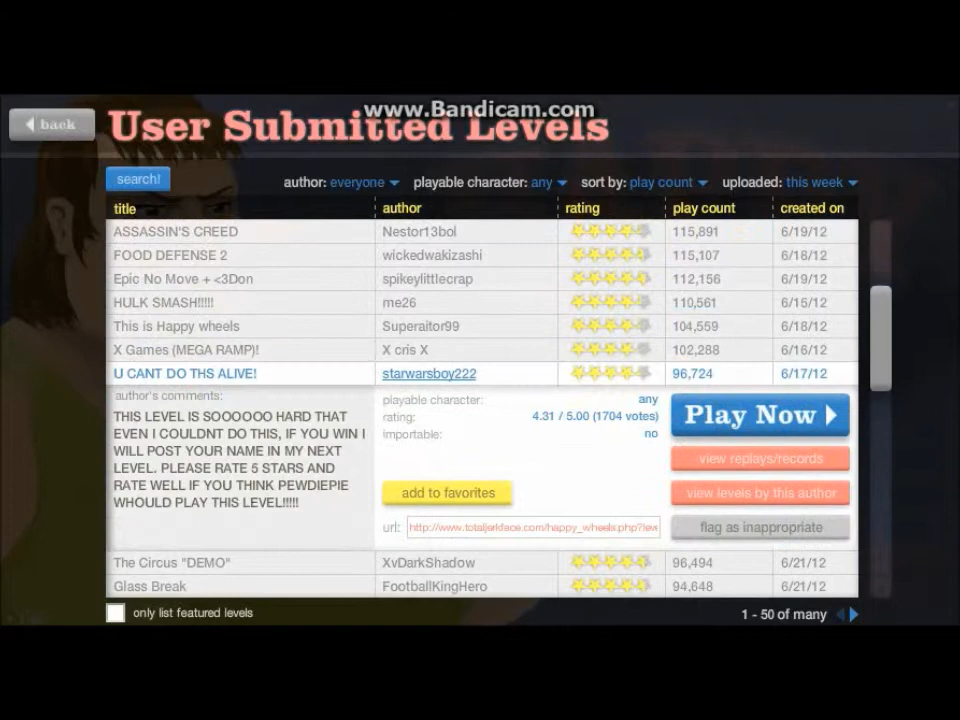 www.Bandicam.com
back
User Submitted Levels
search!
author: everyone playable character: any sort by: play count uploaded: this week
title author rating play count created on
ASSASSIN'S CREED Nestor13bol 115,891 6/19/12
FOOD DEFENSE 2 wickedwakizashi 115,107 6/18/12
Epic No Move + <3Don spikeylittlecrap 112,156 6/19/12
HULK SMASH!!!!! me26 110,561 6/15/12
This is Happy wheels Superaitor99 104,559 6/18/12
X Games (MEGA RAMP)! X cris X 102,288 6/16/12
U CANT DO THS ALIVE! starwarsboy222 96,724 6/17/12
author's comments:
THIS LEVEL IS SOOOOOO HARD THAT
EVEN I COULDNT DO THIS, IF YOU WIN I
WILL POST YOUR NAME IN MY NEXT
LEVEL. PLEASE RATE 5 STARS AND
RATE WELL IF YOU THINK PEWDIEPIE
WHOULD PLAY THIS LEVEL!!!!!
playable character: any
rating: 4.31 / 5.00 (1704 votes)
importable: no
add to favorites
url: http://www.totaljerkface.com/happy_wheels.php?lev
Play Now
view replays/records
view levels by this author
flag as inappropriate
The Circus "DEMO" XvDarkShadow 96,494 6/21/12
Glass Break FootballKingHero 94,648 6/21/12
only list featured levels
1 - 50 of many